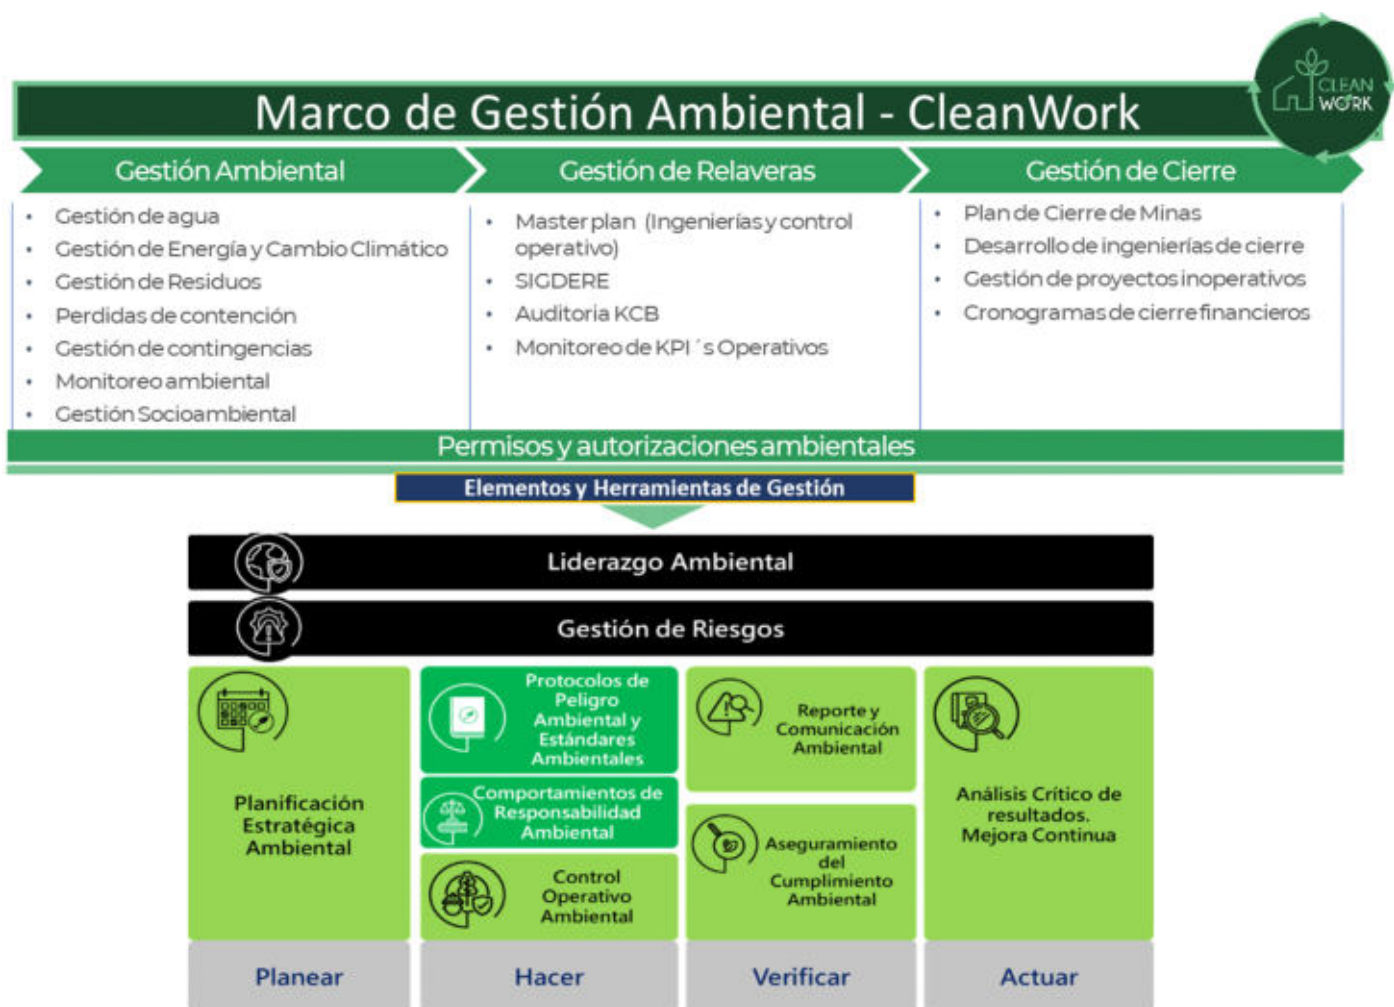 CLEAN
WORK
Marco de Gestión Ambiental - CleanWork
Gestión Ambiental
Gestión de Relaveras
Gestión de Cierre
• Gestión de agua
• Gestión de Energía y Cambio Climático
• Gestión de Residuos
• Perdidas de contención
• Gestión de contingencias
• Monitoreo ambiental
• Gestión Socioambiental
• Master plan (Ingenierías y control
operativo)
• SIGDERE
• Auditoria KCB
• Monitoreo de KPI´s Operativos
• Plan de Cierre de Minas
• Desarrollo de ingenierías de cierre
• Gestión de proyectos inoperativos
• Cronogramas de cierre financieros
Permisos y autorizaciones ambientales
Elementos y Herramientas de Gestión
Liderazgo Ambiental
Gestión de Riesgos
Planificación
Estratégica
Ambiental
Protocolos de
Peligro
Ambiental y
Estándares
Ambientales
Comportamientos de
Responsabilidad
Ambiental
Control
Operativo
Ambiental
Reporte y
Comunicación
Ambiental
Aseguramiento
del
Cumplimiento
Ambiental
Análisis Crítico de
resultados.
Mejora Continua
Planear
Hacer
Verificar
Actuar